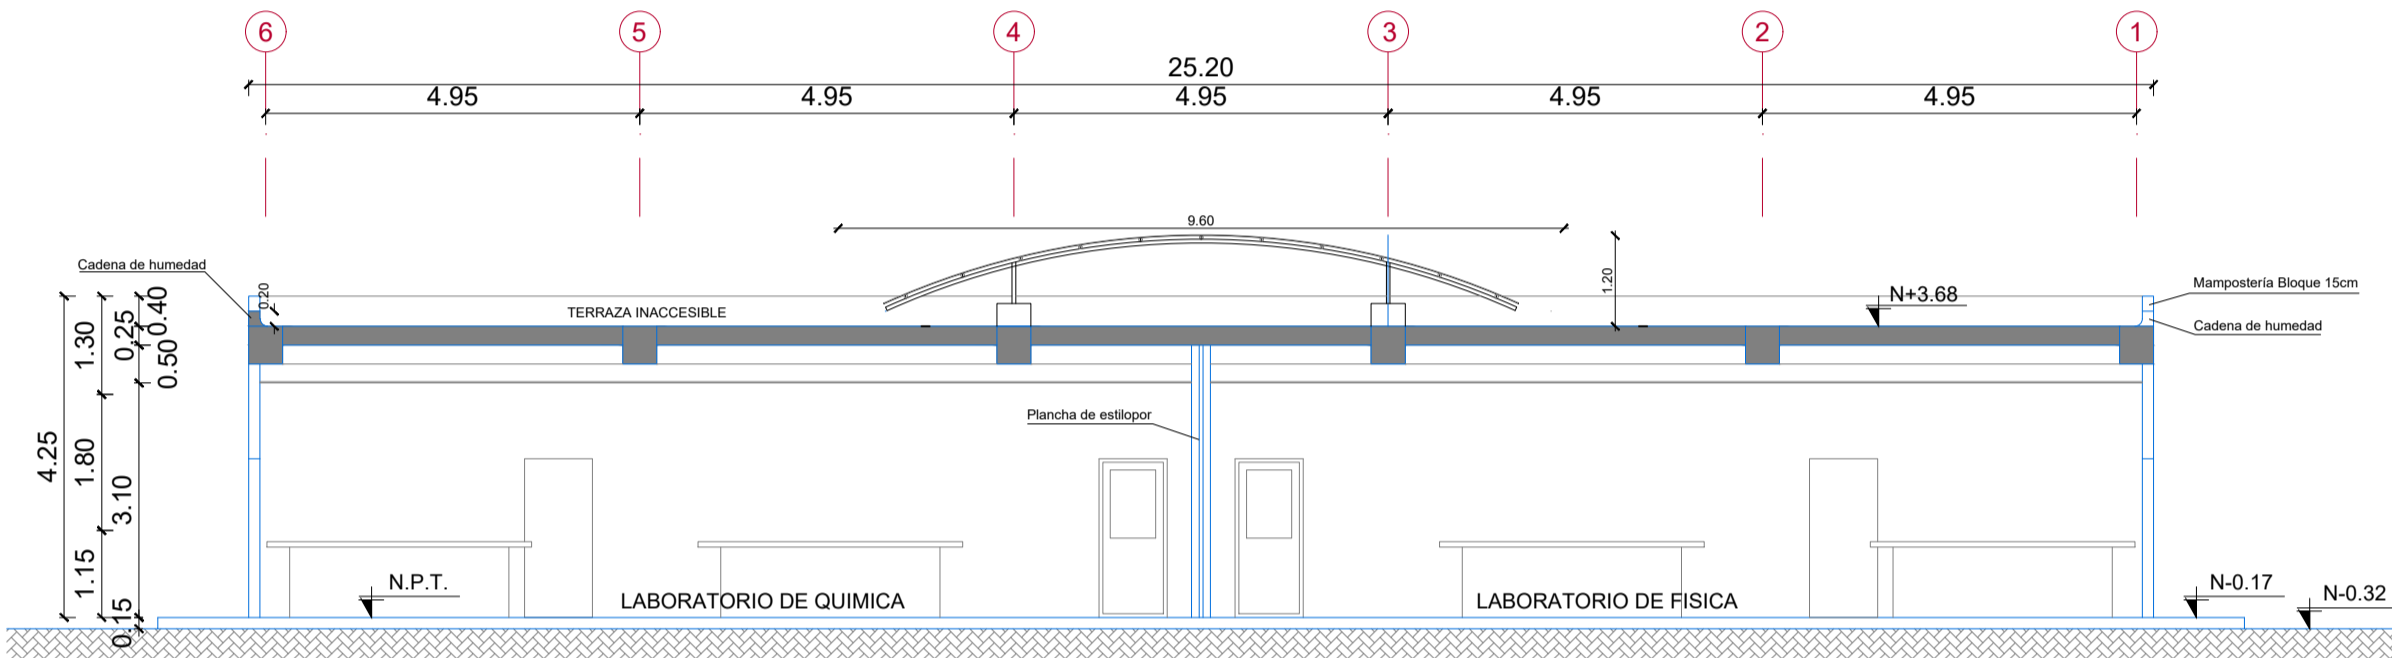 6 5 4 3 2 1
25.20
4.95 4.95 4.95 4.95 4.95
9.60
Cadena de humedad
0.20
TERRAZA INACCESIBLE
1.20
N+3.68
Mampostería Bloque 15cm
Cadena de humedad
0.40
0.25
0.50
1.30
Plancha de estilopor
4.25
1.80
3.10
1.15
0.15
N.P.T.
LABORATORIO DE QUIMICA
LABORATORIO DE FISICA
N-0.17
N-0.32